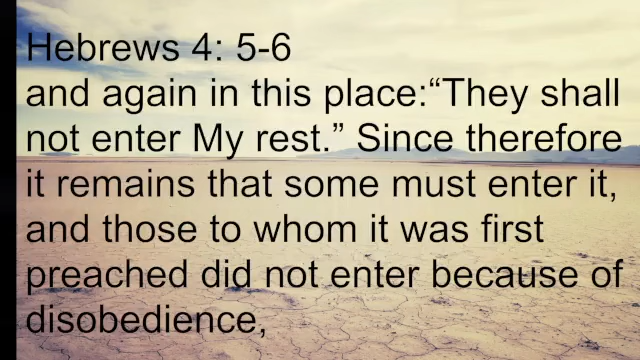 Hebrews 4: 5-6
and again in this place:“They shall
not enter My rest.” Since therefore
it remains that some must enter it,
and those to whom it was first
preached did not enter because of
disobedience,